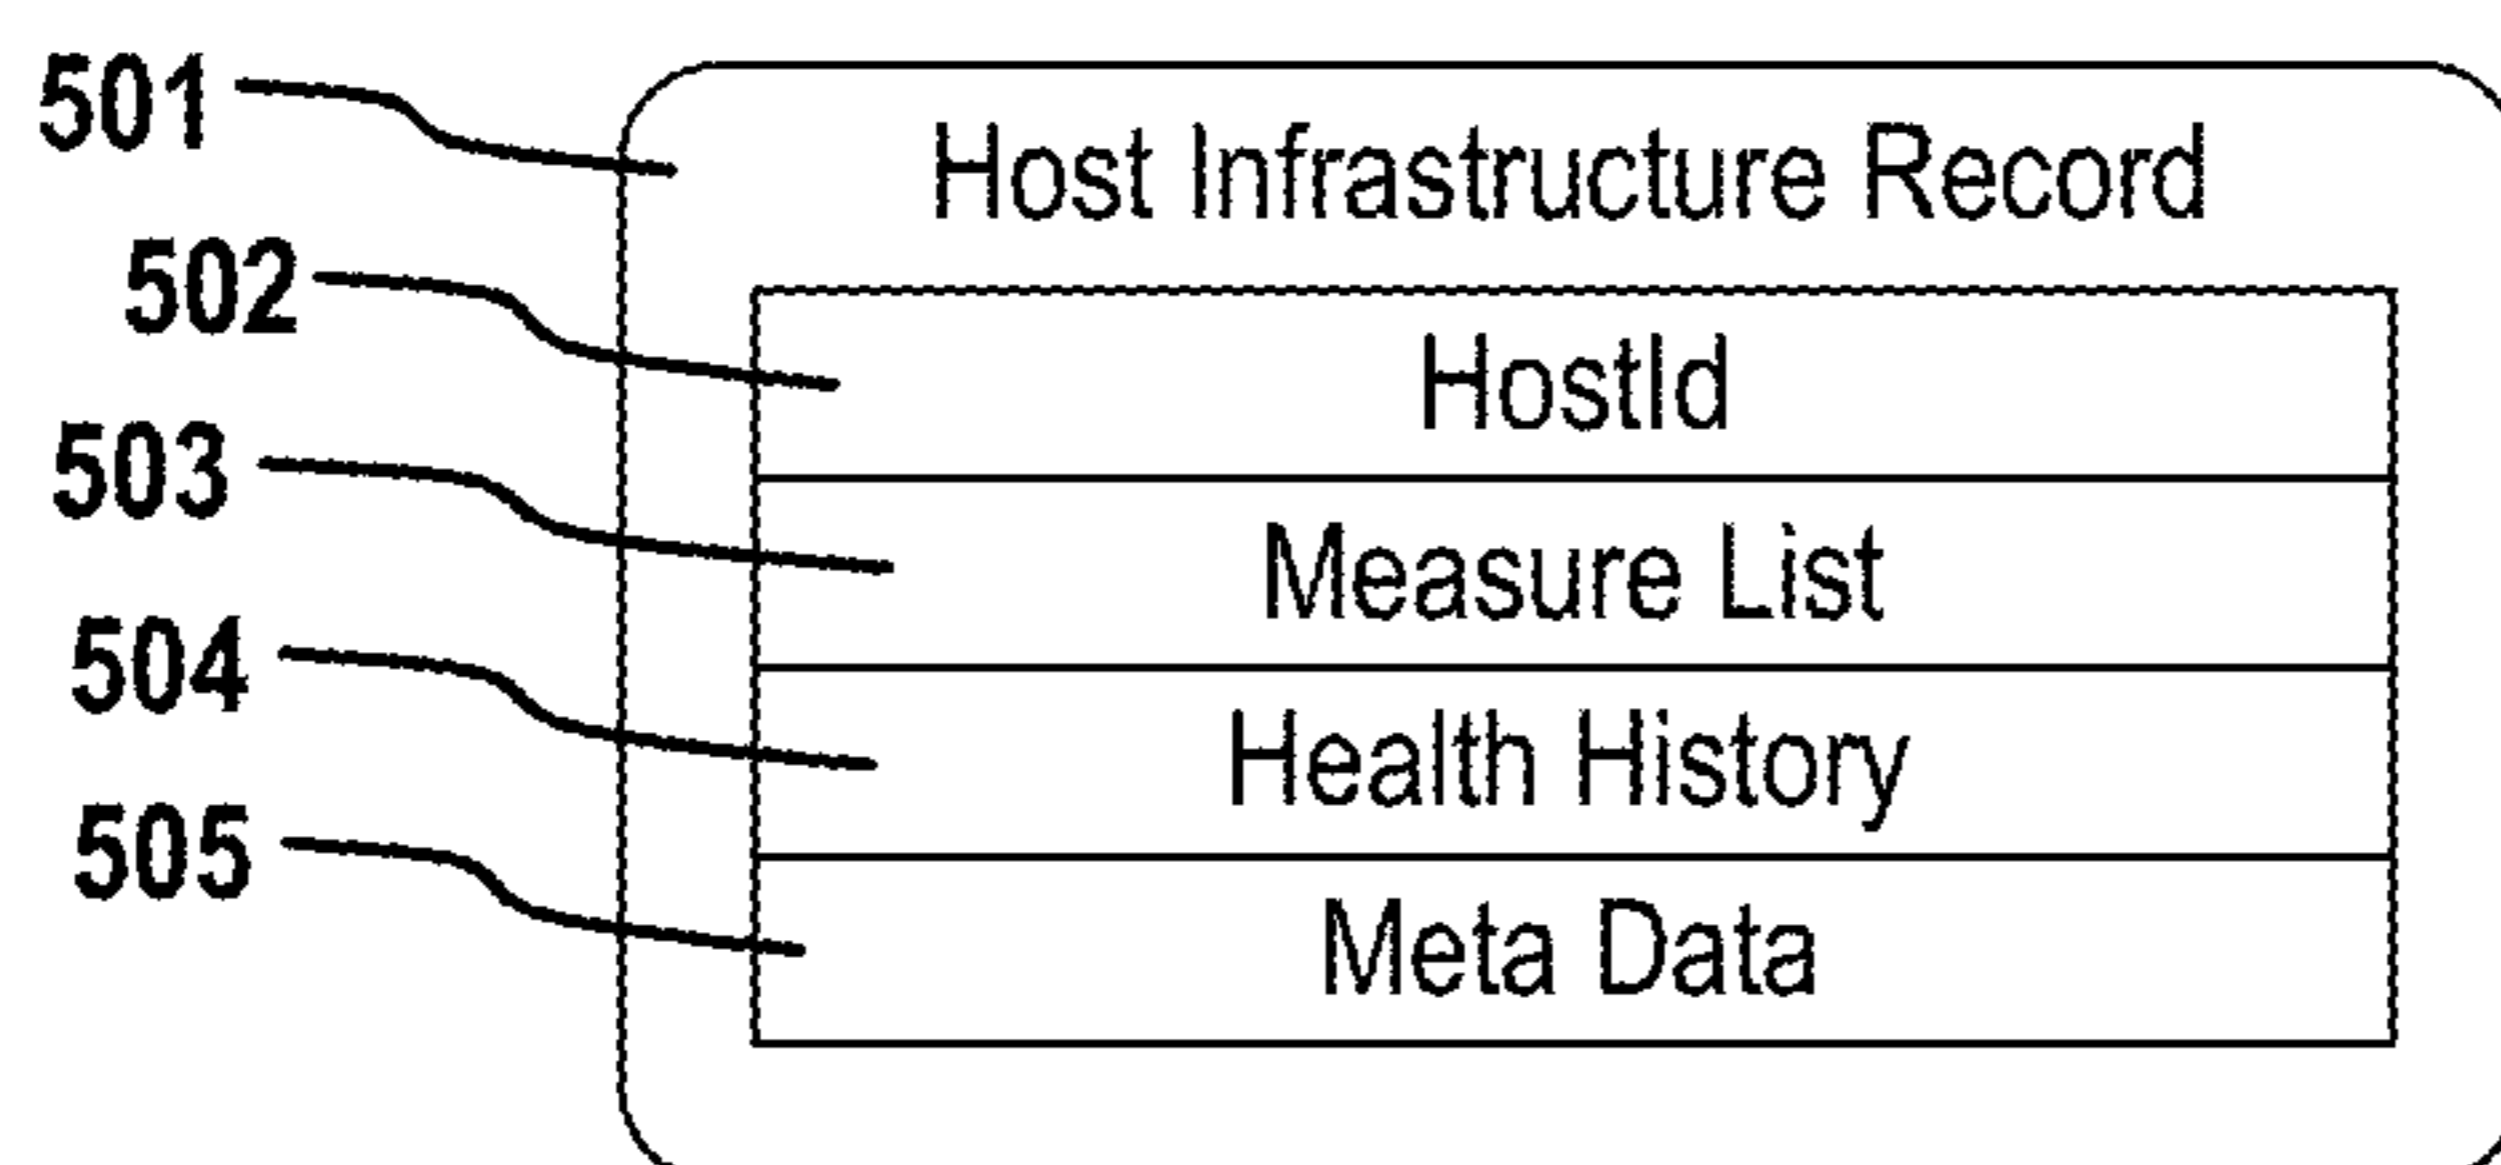 501 Host Infrastructure Record
502 HostId
503 Measure List
504 Health History
505 Meta Data